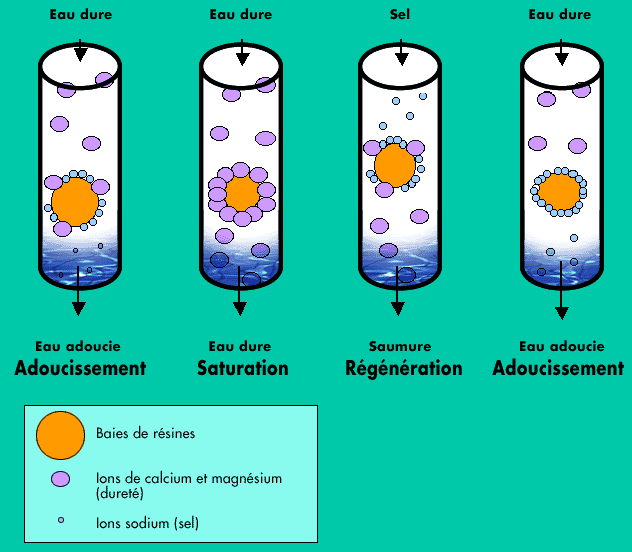 Eau dure
Eau dure
Sel
Eau dure
Eau adoucie
Adoucissement
Eau dure
Saturation
Saumure
Régénération
Eau adoucie
Adoucissement
Baies de résines
Ions de calcium et magnésium
(dureté)
Ions sodium (sel)